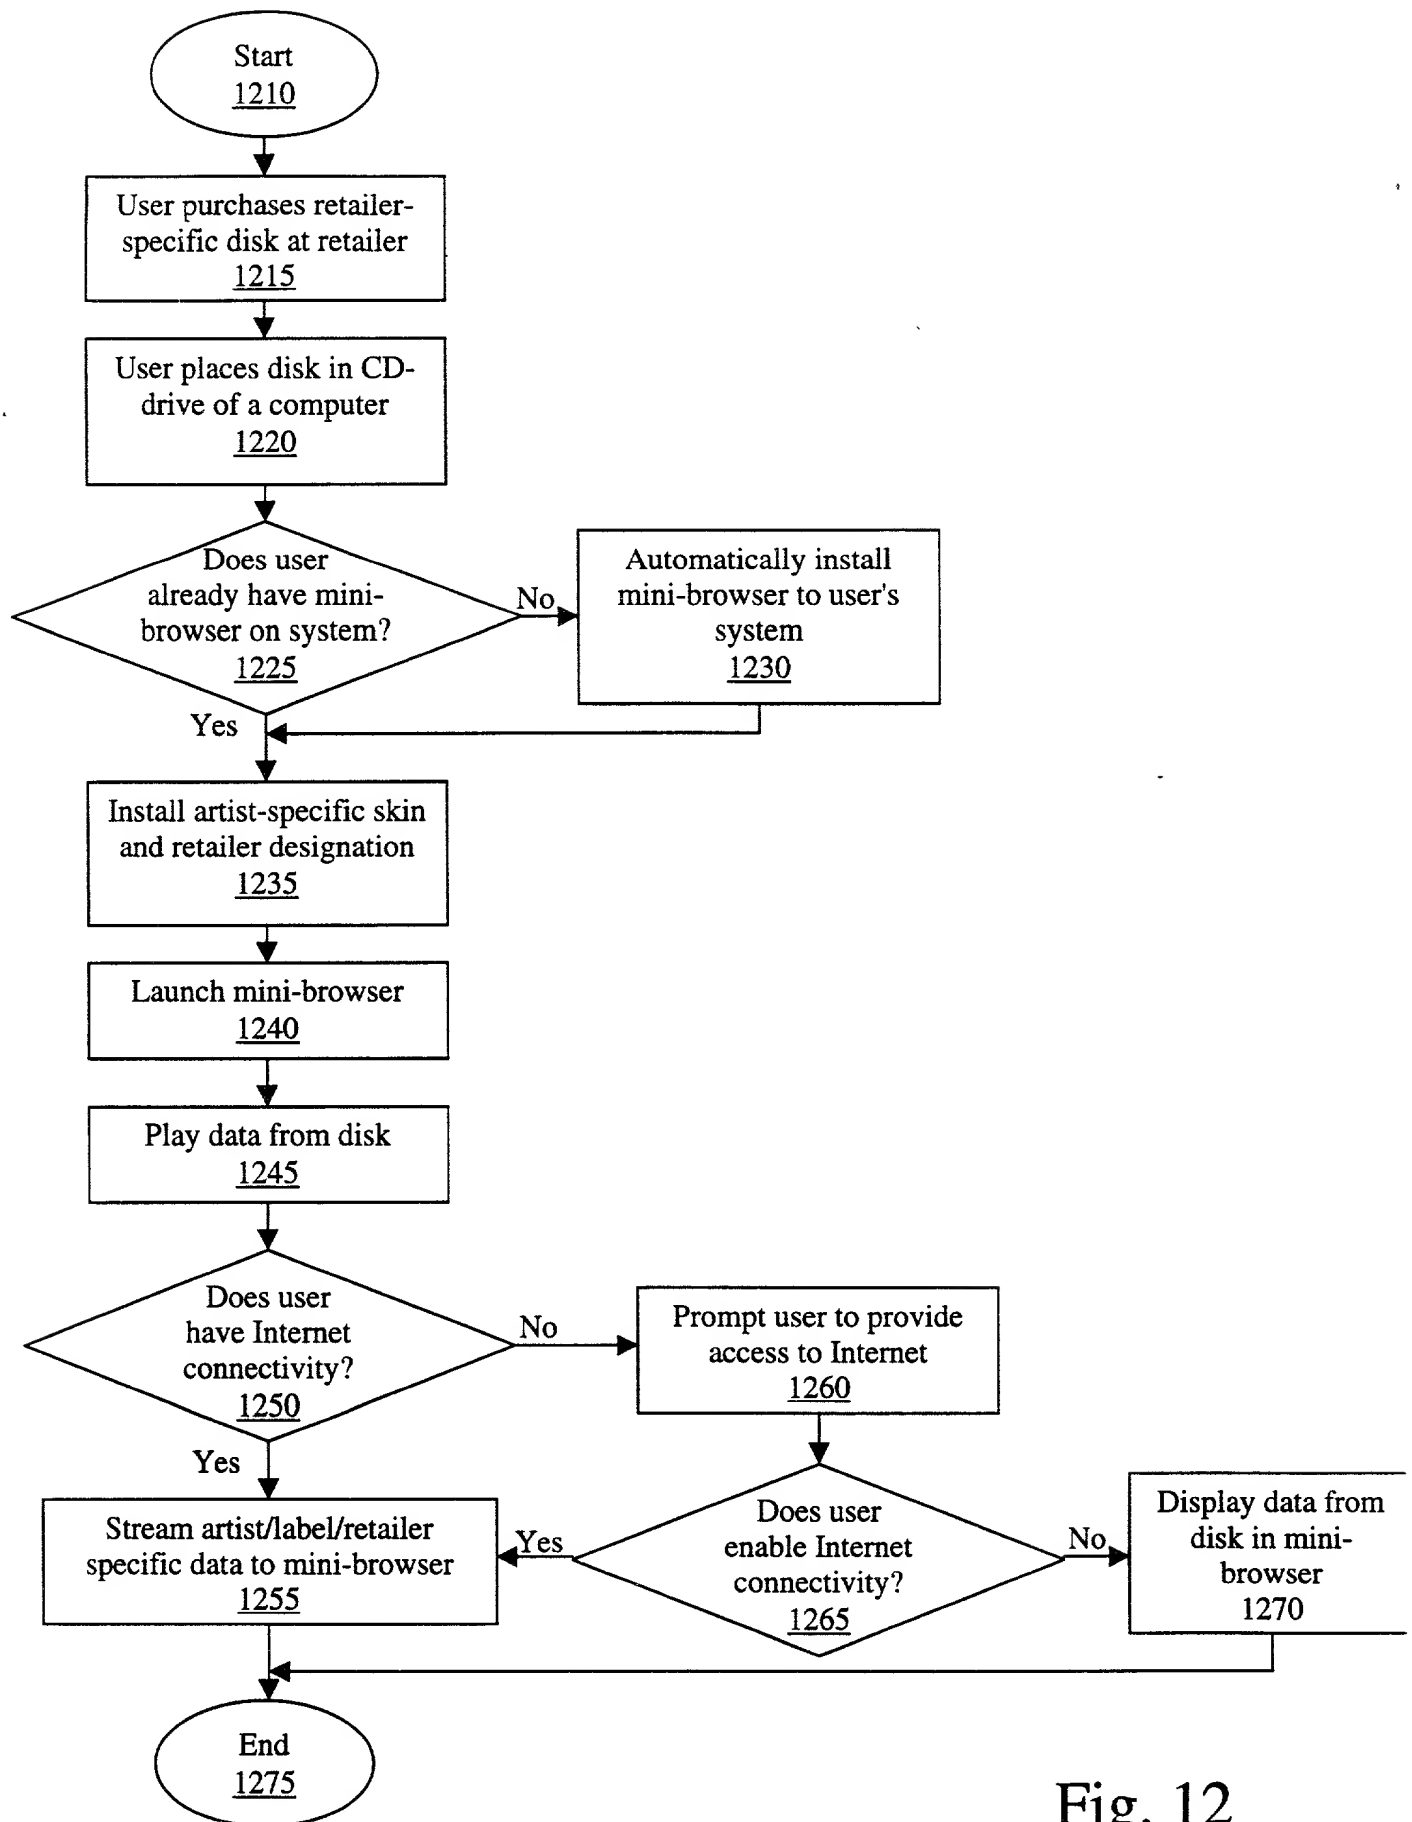 Start
1210
User purchases retailer-
specific disk at retailer
1215
User places disk in CD-
drive of a computer
1220
Does user
already have mini-
browser on system?
1225
No
Automatically install
mini-browser to user's
system
1230
Yes
Install artist-specific skin
and retailer designation
1235
Launch mini-browser
1240
Play data from disk
1245
Does user
have Internet
connectivity?
1250
No
Prompt user to provide
access to Internet
1260
Yes
Stream artist/label/retailer
specific data to mini-browser
1255
Yes
Does user
enable Internet
connectivity?
1265
No
Display data from
disk in mini-
browser
1270
End
1275
Fig. 12